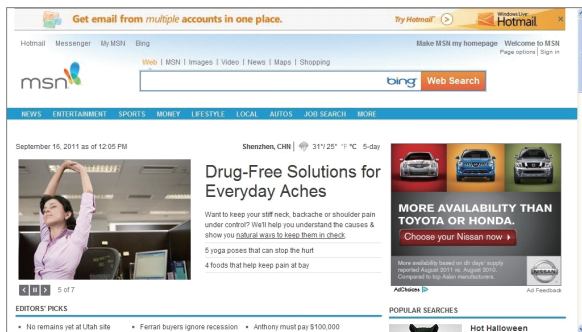 Get email from multiple accounts in one place.
Try Hotmail
Windows Live™
Hotmail
Hotmail Messenger My MSN Bing
Make MSN my homepage Welcome to MSN
Page options | Sign in
Web | MSN | Images | Video | News | Maps | Shopping
msn
bing Web Search
NEWS ENTERTAINMENT SPORTS MONEY LIFESTYLE LOCAL AUTOS JOB SEARCH MORE
September 16, 2011 as of 12:05 PM
Shenzhen, CHN | 31°/ 25° °F °C 5-day
Drug-Free Solutions for
Everyday Aches
Want to keep your stiff neck, backache or shoulder pain
under control? We'll help you understand the causes &
show you natural ways to keep them in check.
5 yoga poses that can stop the hurt
4 foods that help keep pain at bay
5 of 7
MORE AVAILABILITY THAN
TOYOTA OR HONDA.
Choose your Nissan now
More availability based on dlr days' supply
reported August 2011 vs. August 2010.
Compared to top Asian manufacturers.
NISSAN
AdChoices
Ad Feedback
EDITORS' PICKS
No remains yet at Utah site
Ferrari buyers ignore recession
Anthony must pay $100,000
POPULAR SEARCHES
Hot Halloween